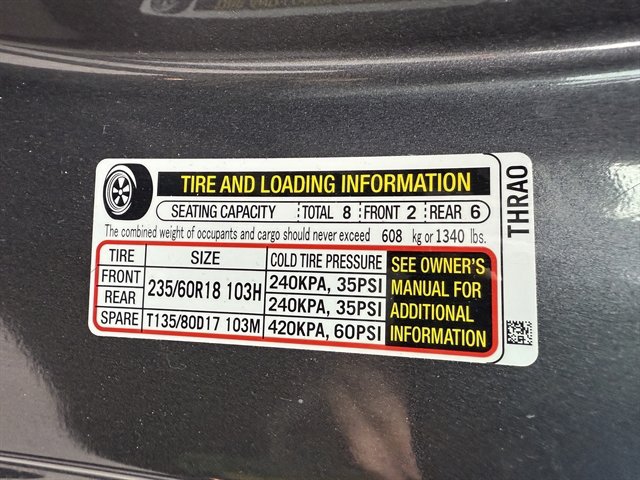 TIRE AND LOADING INFORMATION
SEATING CAPACITY TOTAL 8 FRONT 2 REAR 6
The combined weight of occupants and cargo should never exceed 608 kg or 1340 lbs.
TIRE SIZE COLD TIRE PRESSURE
FRONT 235/60R18 103H 240KPA, 35PSI
REAR 240KPA, 35PSI
SPARE T135/80D17 103M 420KPA, 60PSI
SEE OWNER'S
MANUAL FOR
ADDITIONAL
INFORMATION
THRAO